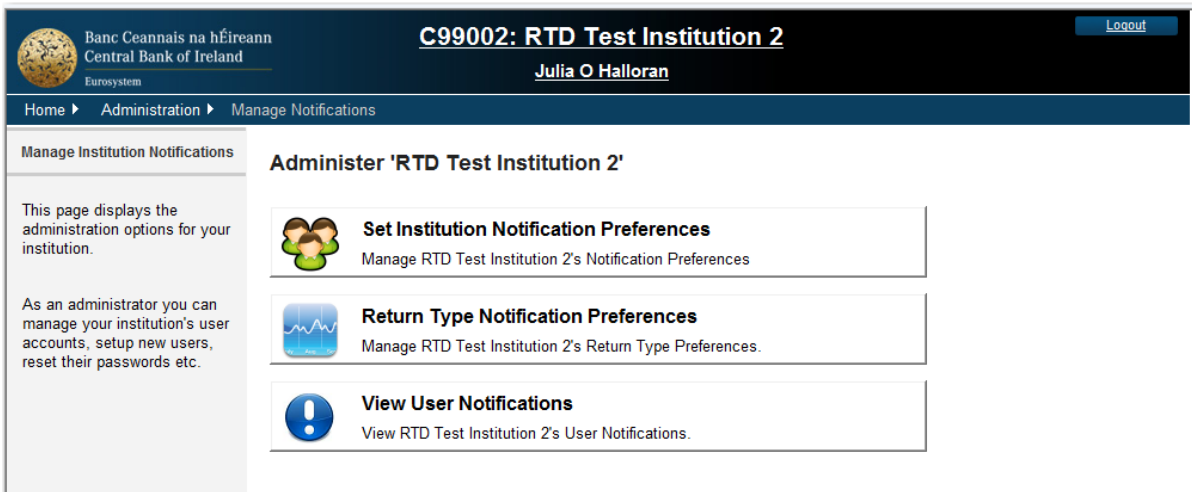 Banc Ceannais na hÉireann
Central Bank of Ireland
Eurosystem
C99002: RTD Test Institution 2
Julia O Halloran
Logout
Home Administration Manage Notifications
Manage Institution Notifications
This page displays the
administration options for your
institution.
As an administrator you can
manage your institution's user
accounts, setup new users,
reset their passwords etc.
Administer 'RTD Test Institution 2'
Set Institution Notification Preferences
Manage RTD Test Institution 2's Notification Preferences
Return Type Notification Preferences
Manage RTD Test Institution 2's Return Type Preferences.
View User Notifications
View RTD Test Institution 2's User Notifications.